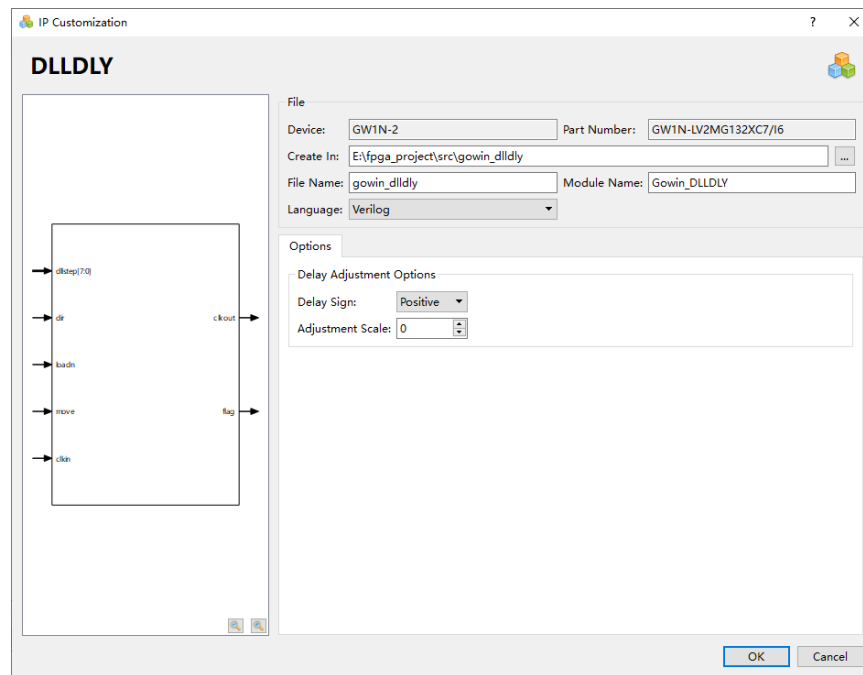 IP Customization
?
DLLDLY
File
Device: GW1N-2 Part Number: GW1N-LV2MG132XC7/I6
Create In: E:\fpga_project\src\gowin_dlldly ...
File Name: gowin_dlldly Module Name: Gowin_DLLDLY
Language: Verilog
Options
Delay Adjustment Options
Delay Sign: Positive
Adjustment Scale: 0
dllstep[7:0]
dir clkout
loadn
move flag
clkin
OK Cancel